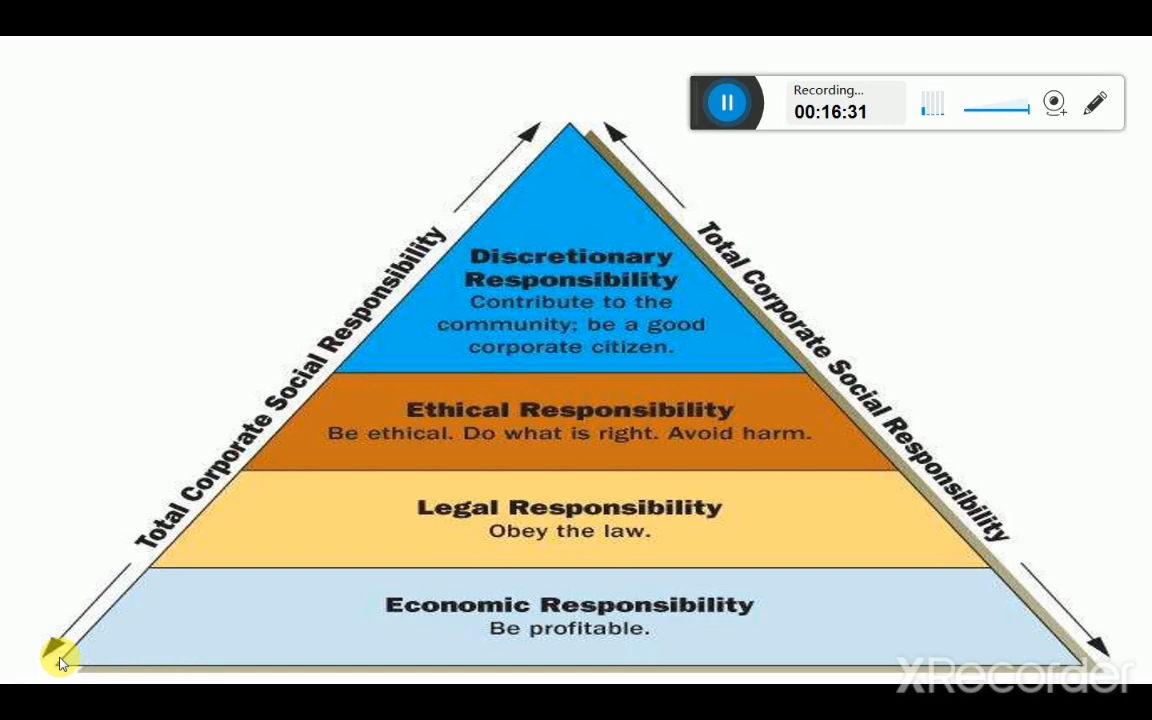 Recording...
00:16:31
Total Corporate Social Responsibility
Total Corporate Social Responsibility
Discretionary
Responsibility
Contribute to the
community; be a good
corporate citizen.
Ethical Responsibility
Be ethical. Do what is right. Avoid harm.
Legal Responsibility
Obey the law.
Economic Responsibility
Be profitable.
XRecorder